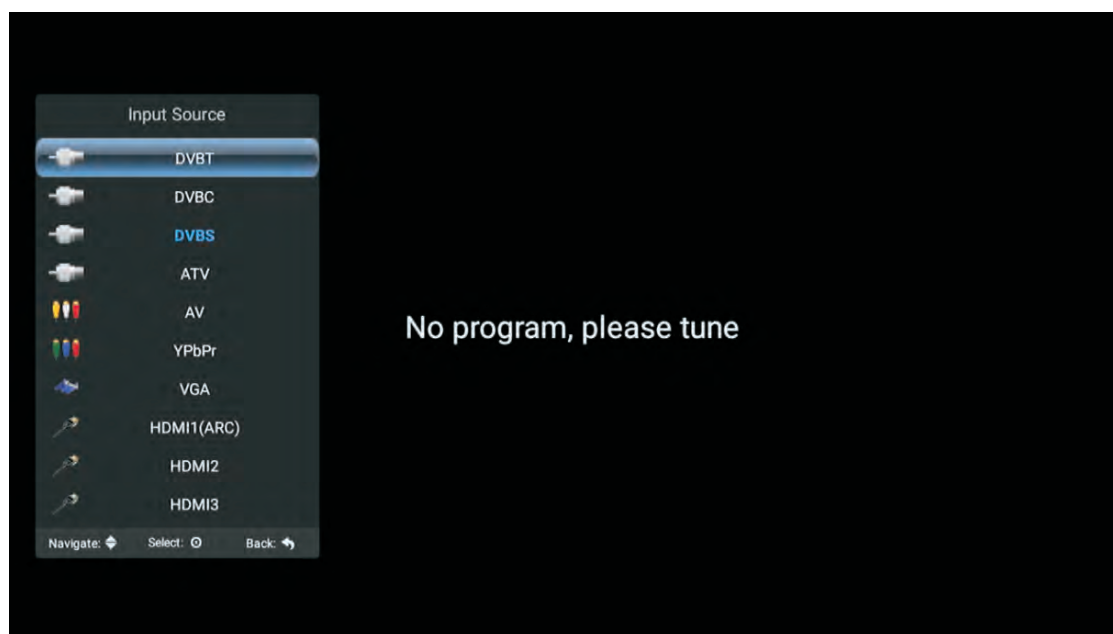 Input Source
DVBT
DVBC
DVBS
ATV
AV
YPbPr
VGA
HDMI1(ARC)
HDMI2
HDMI3
Navigate: Select: Back:
No program, please tune